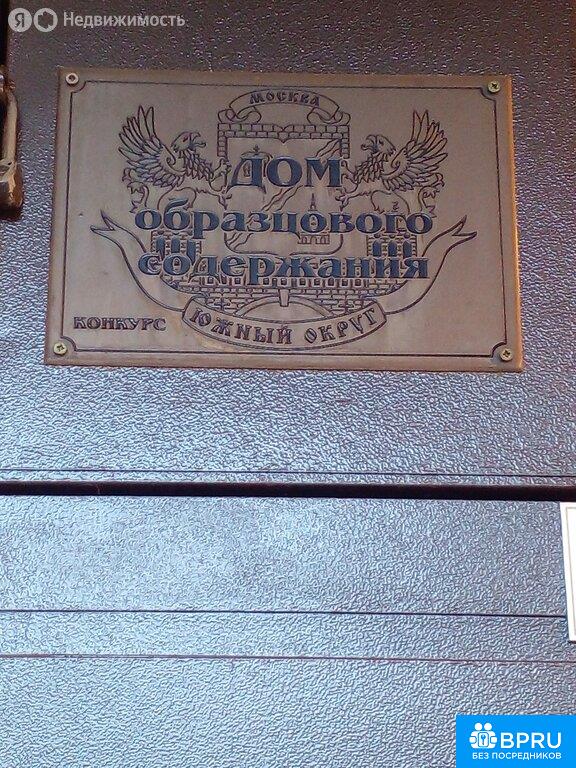 Я Недвижимость
МОСКВА
ДОМ
образцового
содержания
КОНКУРС
ЮЖНЫЙ ОКРУГ
BPRU
БЕЗ ПОСРЕДНИКОВ